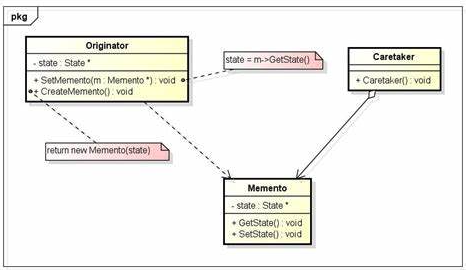 pkg
Originator
- state : State *
+ SetMemento(m : Memento *) : void
+ CreateMemento() : void
state = m->GetState()
Caretaker
+ Caretaker() : void
return new Memento(state)
Memento
- state : State *
+ GetState() : void
+ SetState() : void